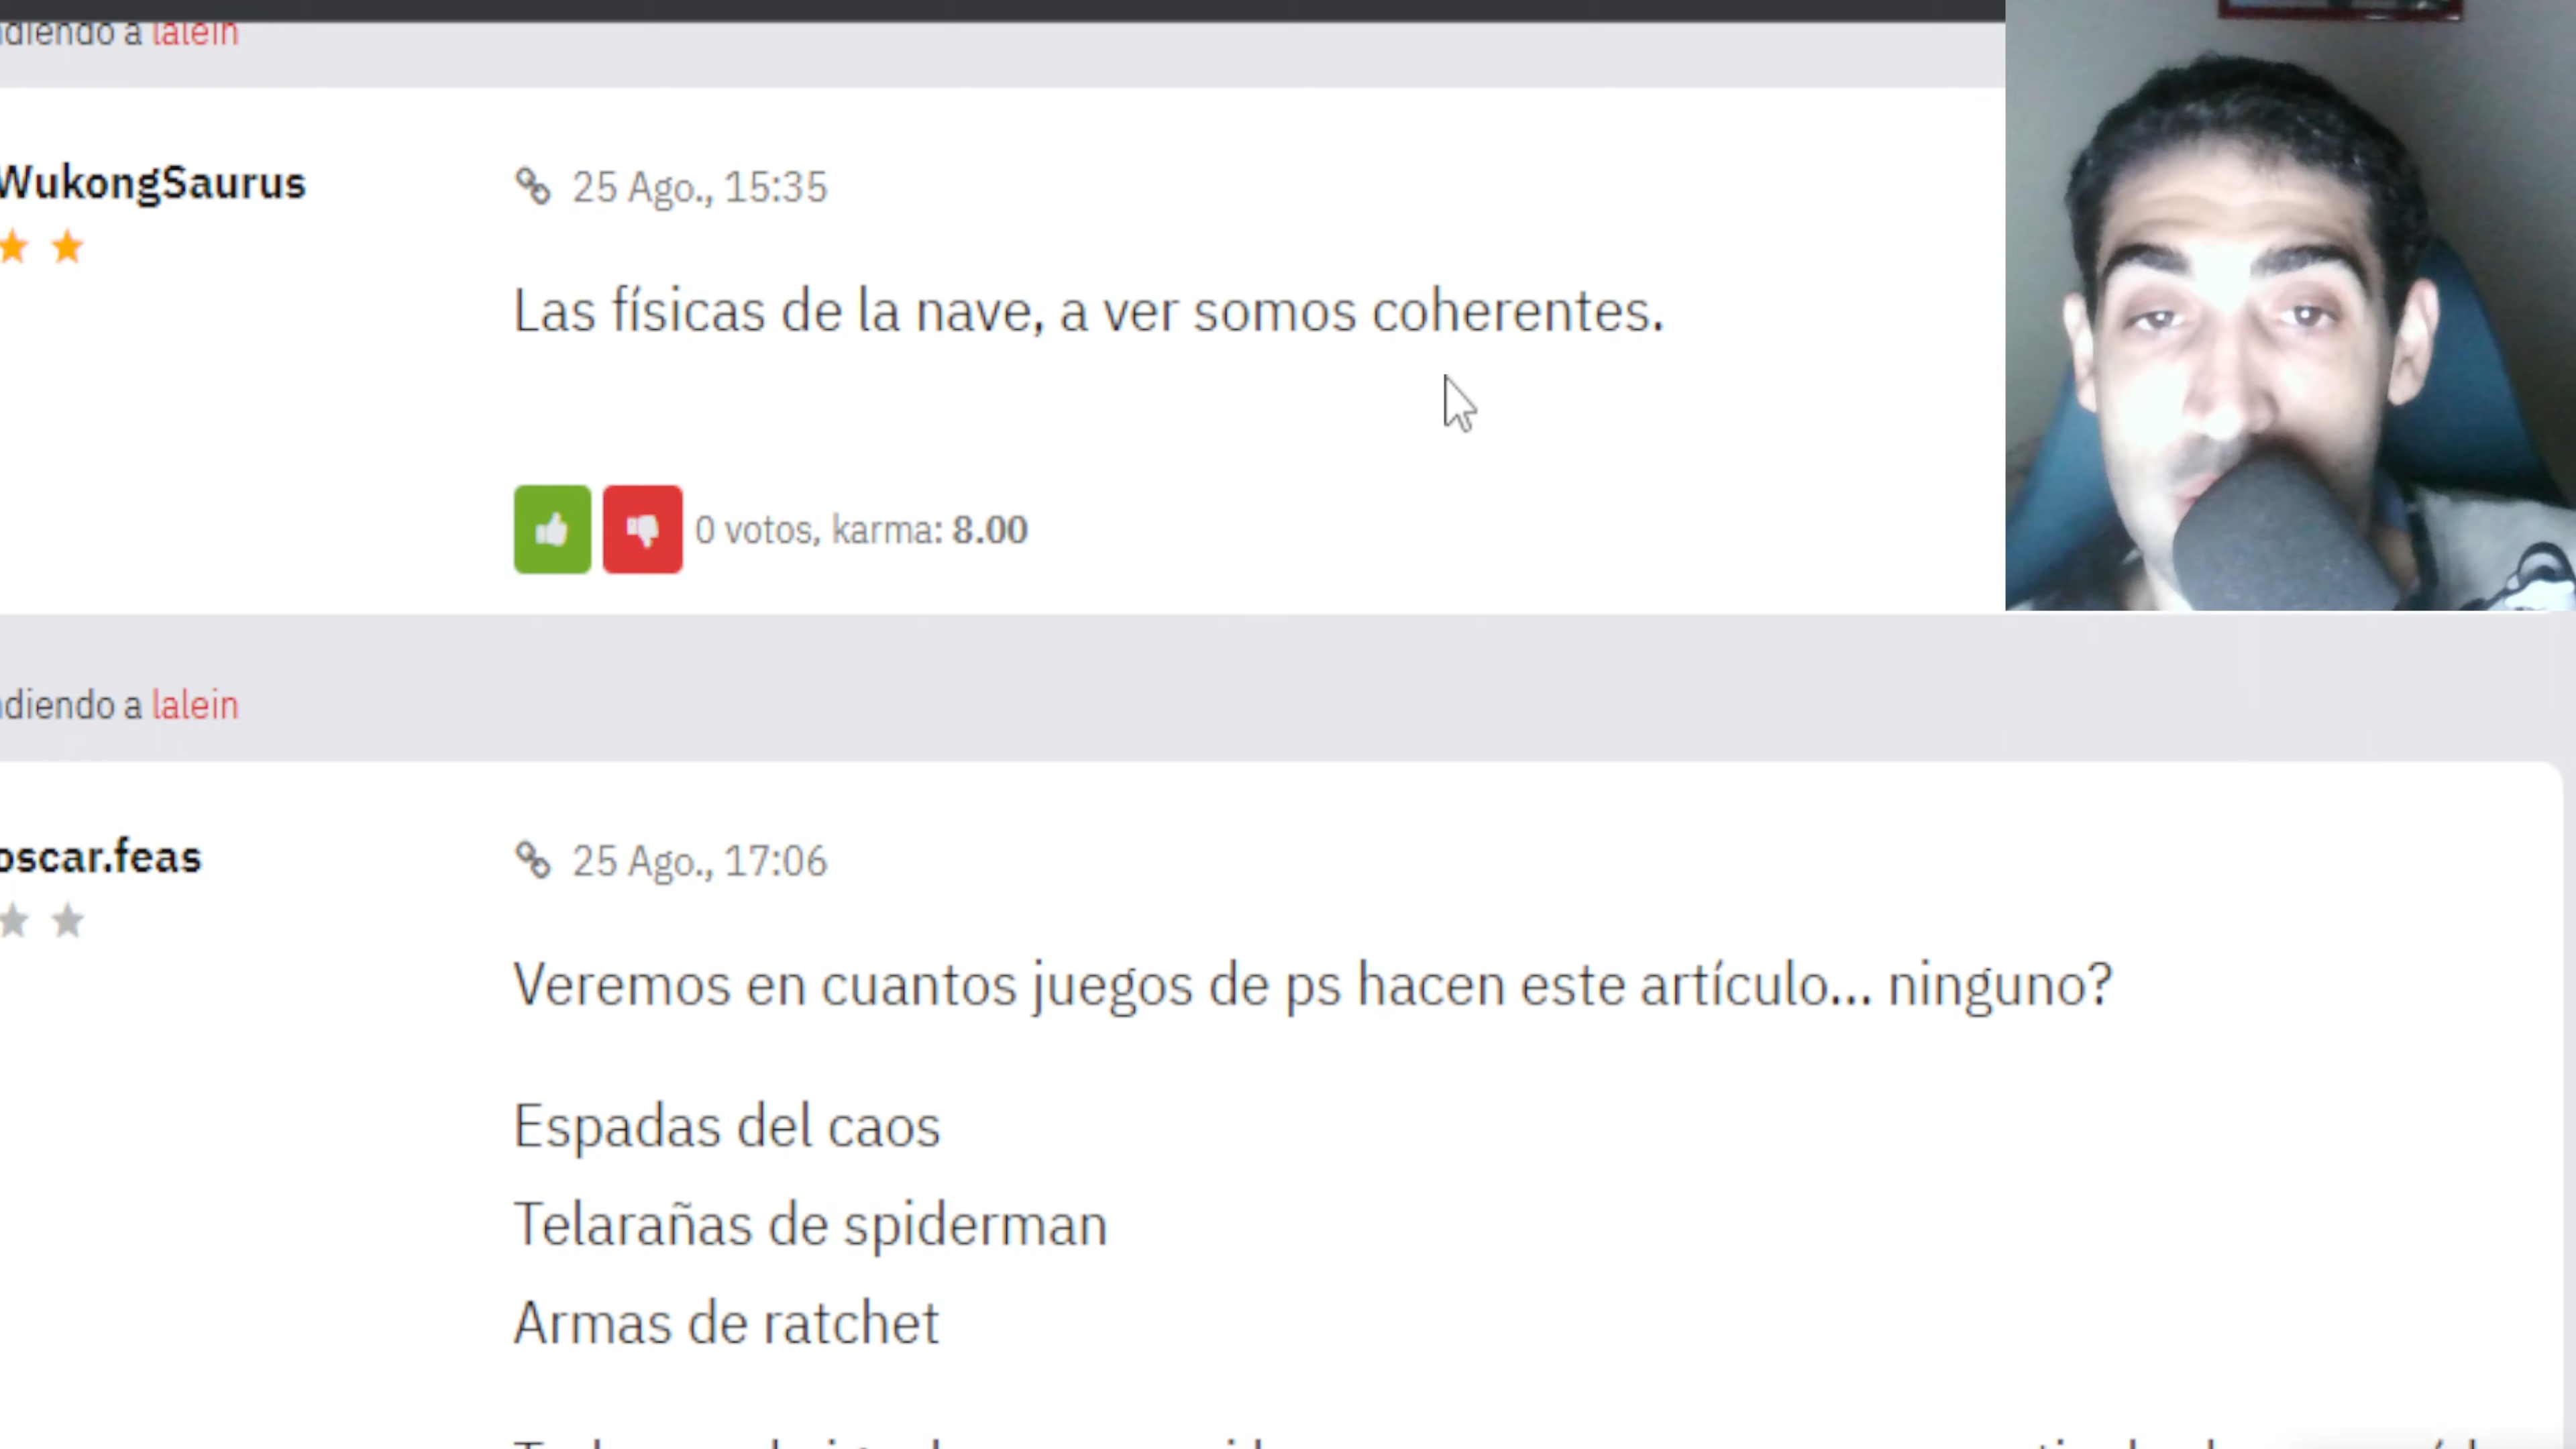 ndiendo a lalein
WukongSaurus
25 Ago., 15:35
Las físicas de la nave, a ver somos coherentes.
0 votos, karma: 8.00
ndiendo a lalein
oscar.feas
25 Ago., 17:06
Veremos en cuantos juegos de ps hacen este artículo... ninguno?
Espadas del caos
Telarañas de spiderman
Armas de ratchet